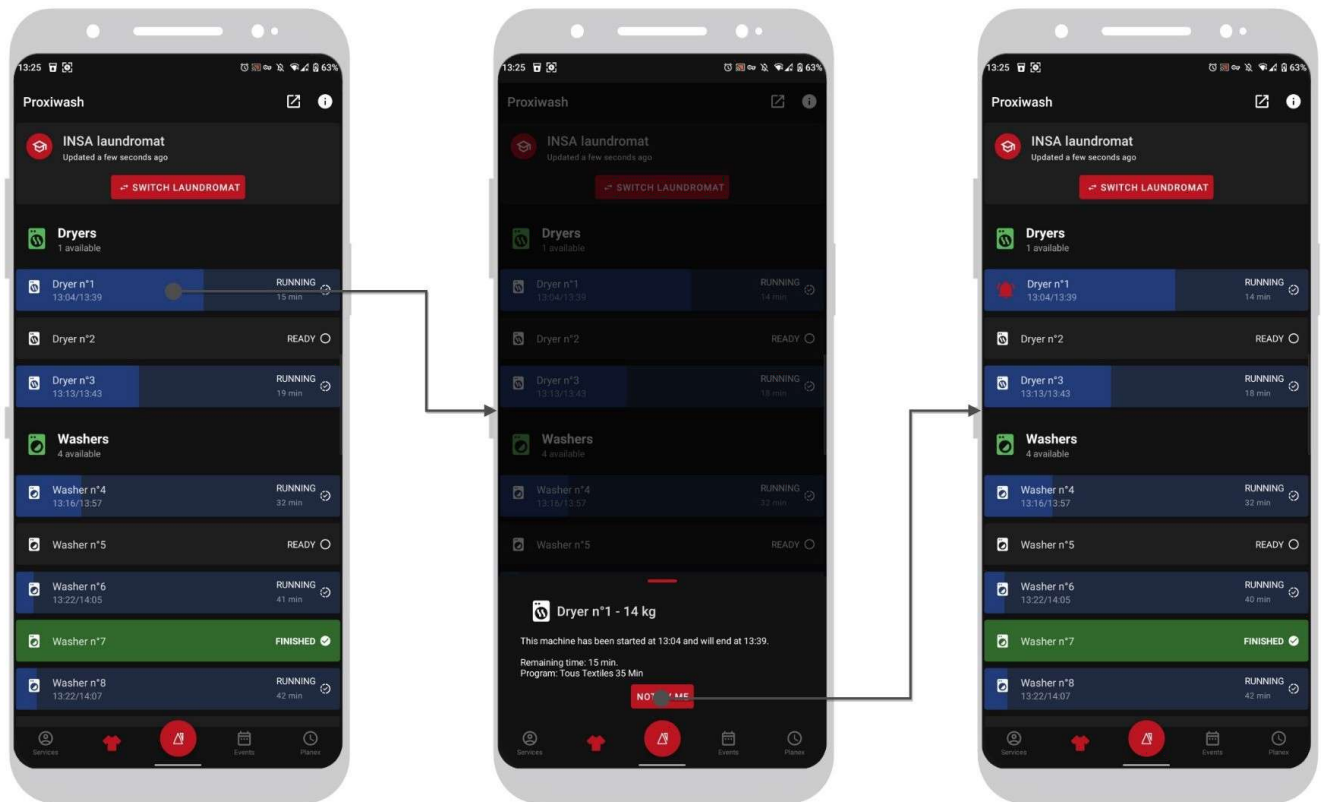 13:25
63%
Proxiwash
INSA laundromat
Updated a few seconds ago
SWITCH LAUNDROMAT
Dryers
1 available
Dryer n°1
13:04/13:39
RUNNING
15 min
Dryer n°2
READY
Dryer n°3
13:13/13:43
RUNNING
19 min
Washers
4 available
Washer n°4
13:16/13:57
RUNNING
32 min
Washer n°5
READY
Washer n°6
13:22/14:05
RUNNING
41 min
Washer n°7
FINISHED
Washer n°8
13:22/14:07
RUNNING
42 min
Services
Events
Planex
13:25
63%
Proxiwash
INSA laundromat
Updated a few seconds ago
SWITCH LAUNDROMAT
Dryers
1 available
Dryer n°1
13:04/13:39
RUNNING
14 min
Dryer n°2
READY
Dryer n°3
13:13/13:43
RUNNING
18 min
Washers
4 available
Washer n°4
13:16/13:57
RUNNING
32 min
Washer n°5
READY
Dryer n°1 - 14 kg
This machine has been started at 13:04 and will end at 13:39.
Remaining time: 15 min.
Program: Tous Textiles 35 Min
ME
Services
Events
Planex
13:25
63%
Proxiwash
INSA laundromat
Updated a few seconds ago
SWITCH LAUNDROMAT
Dryers
1 available
Dryer n°1
13:04/13:39
RUNNING
14 min
Dryer n°2
READY
Dryer n°3
13:13/13:43
RUNNING
18 min
Washers
4 available
Washer n°4
13:16/13:57
RUNNING
32 min
Washer n°5
READY
Washer n°6
13:22/14:05
RUNNING
40 min
Washer n°7
FINISHED
Washer n°8
13:22/14:07
RUNNING
42 min
Services
Events
Planex